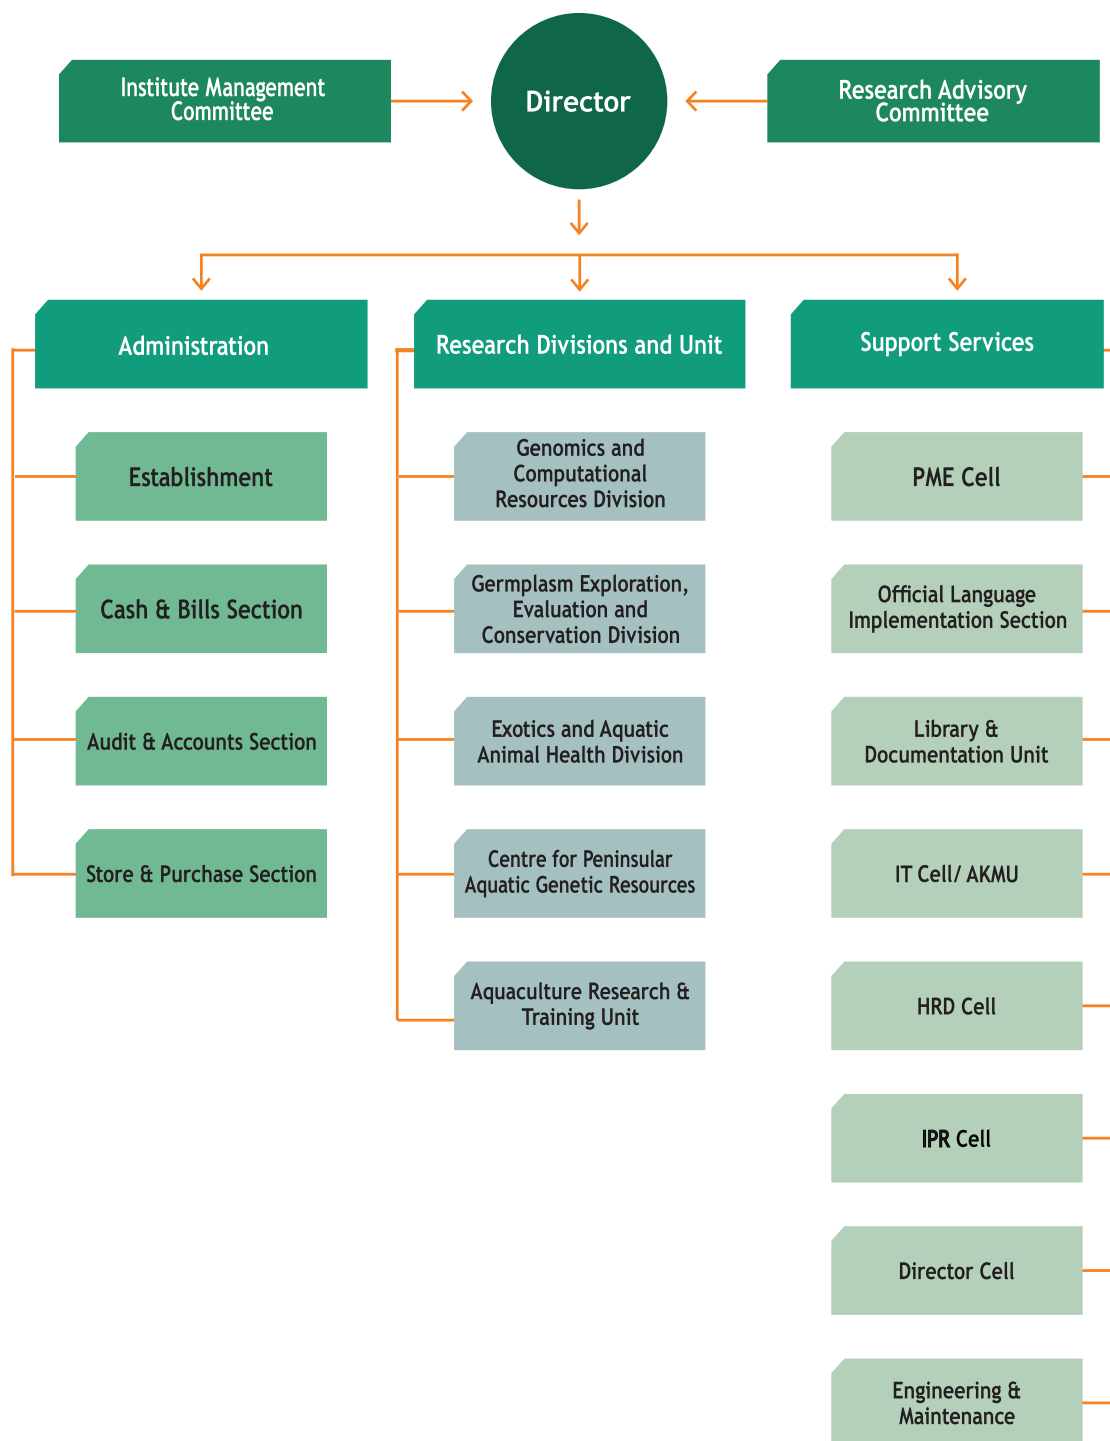 Institute Management
Committee
Director
Research Advisory
Committee
Administration
Research Divisions and Unit
Support Services
Establishment
Cash & Bills Section
Audit & Accounts Section
Store & Purchase Section
Genomics and
Computational
Resources Division
Germplasm Exploration,
Evaluation and
Conservation Division
Exotics and Aquatic
Animal Health Division
Centre for Peninsular
Aquatic Genetic Resources
Aquaculture Research &
Training Unit
PME Cell
Official Language
Implementation Section
Library &
Documentation Unit
IT Cell/ AKMU
HRD Cell
IPR Cell
Director Cell
Engineering &
Maintenance